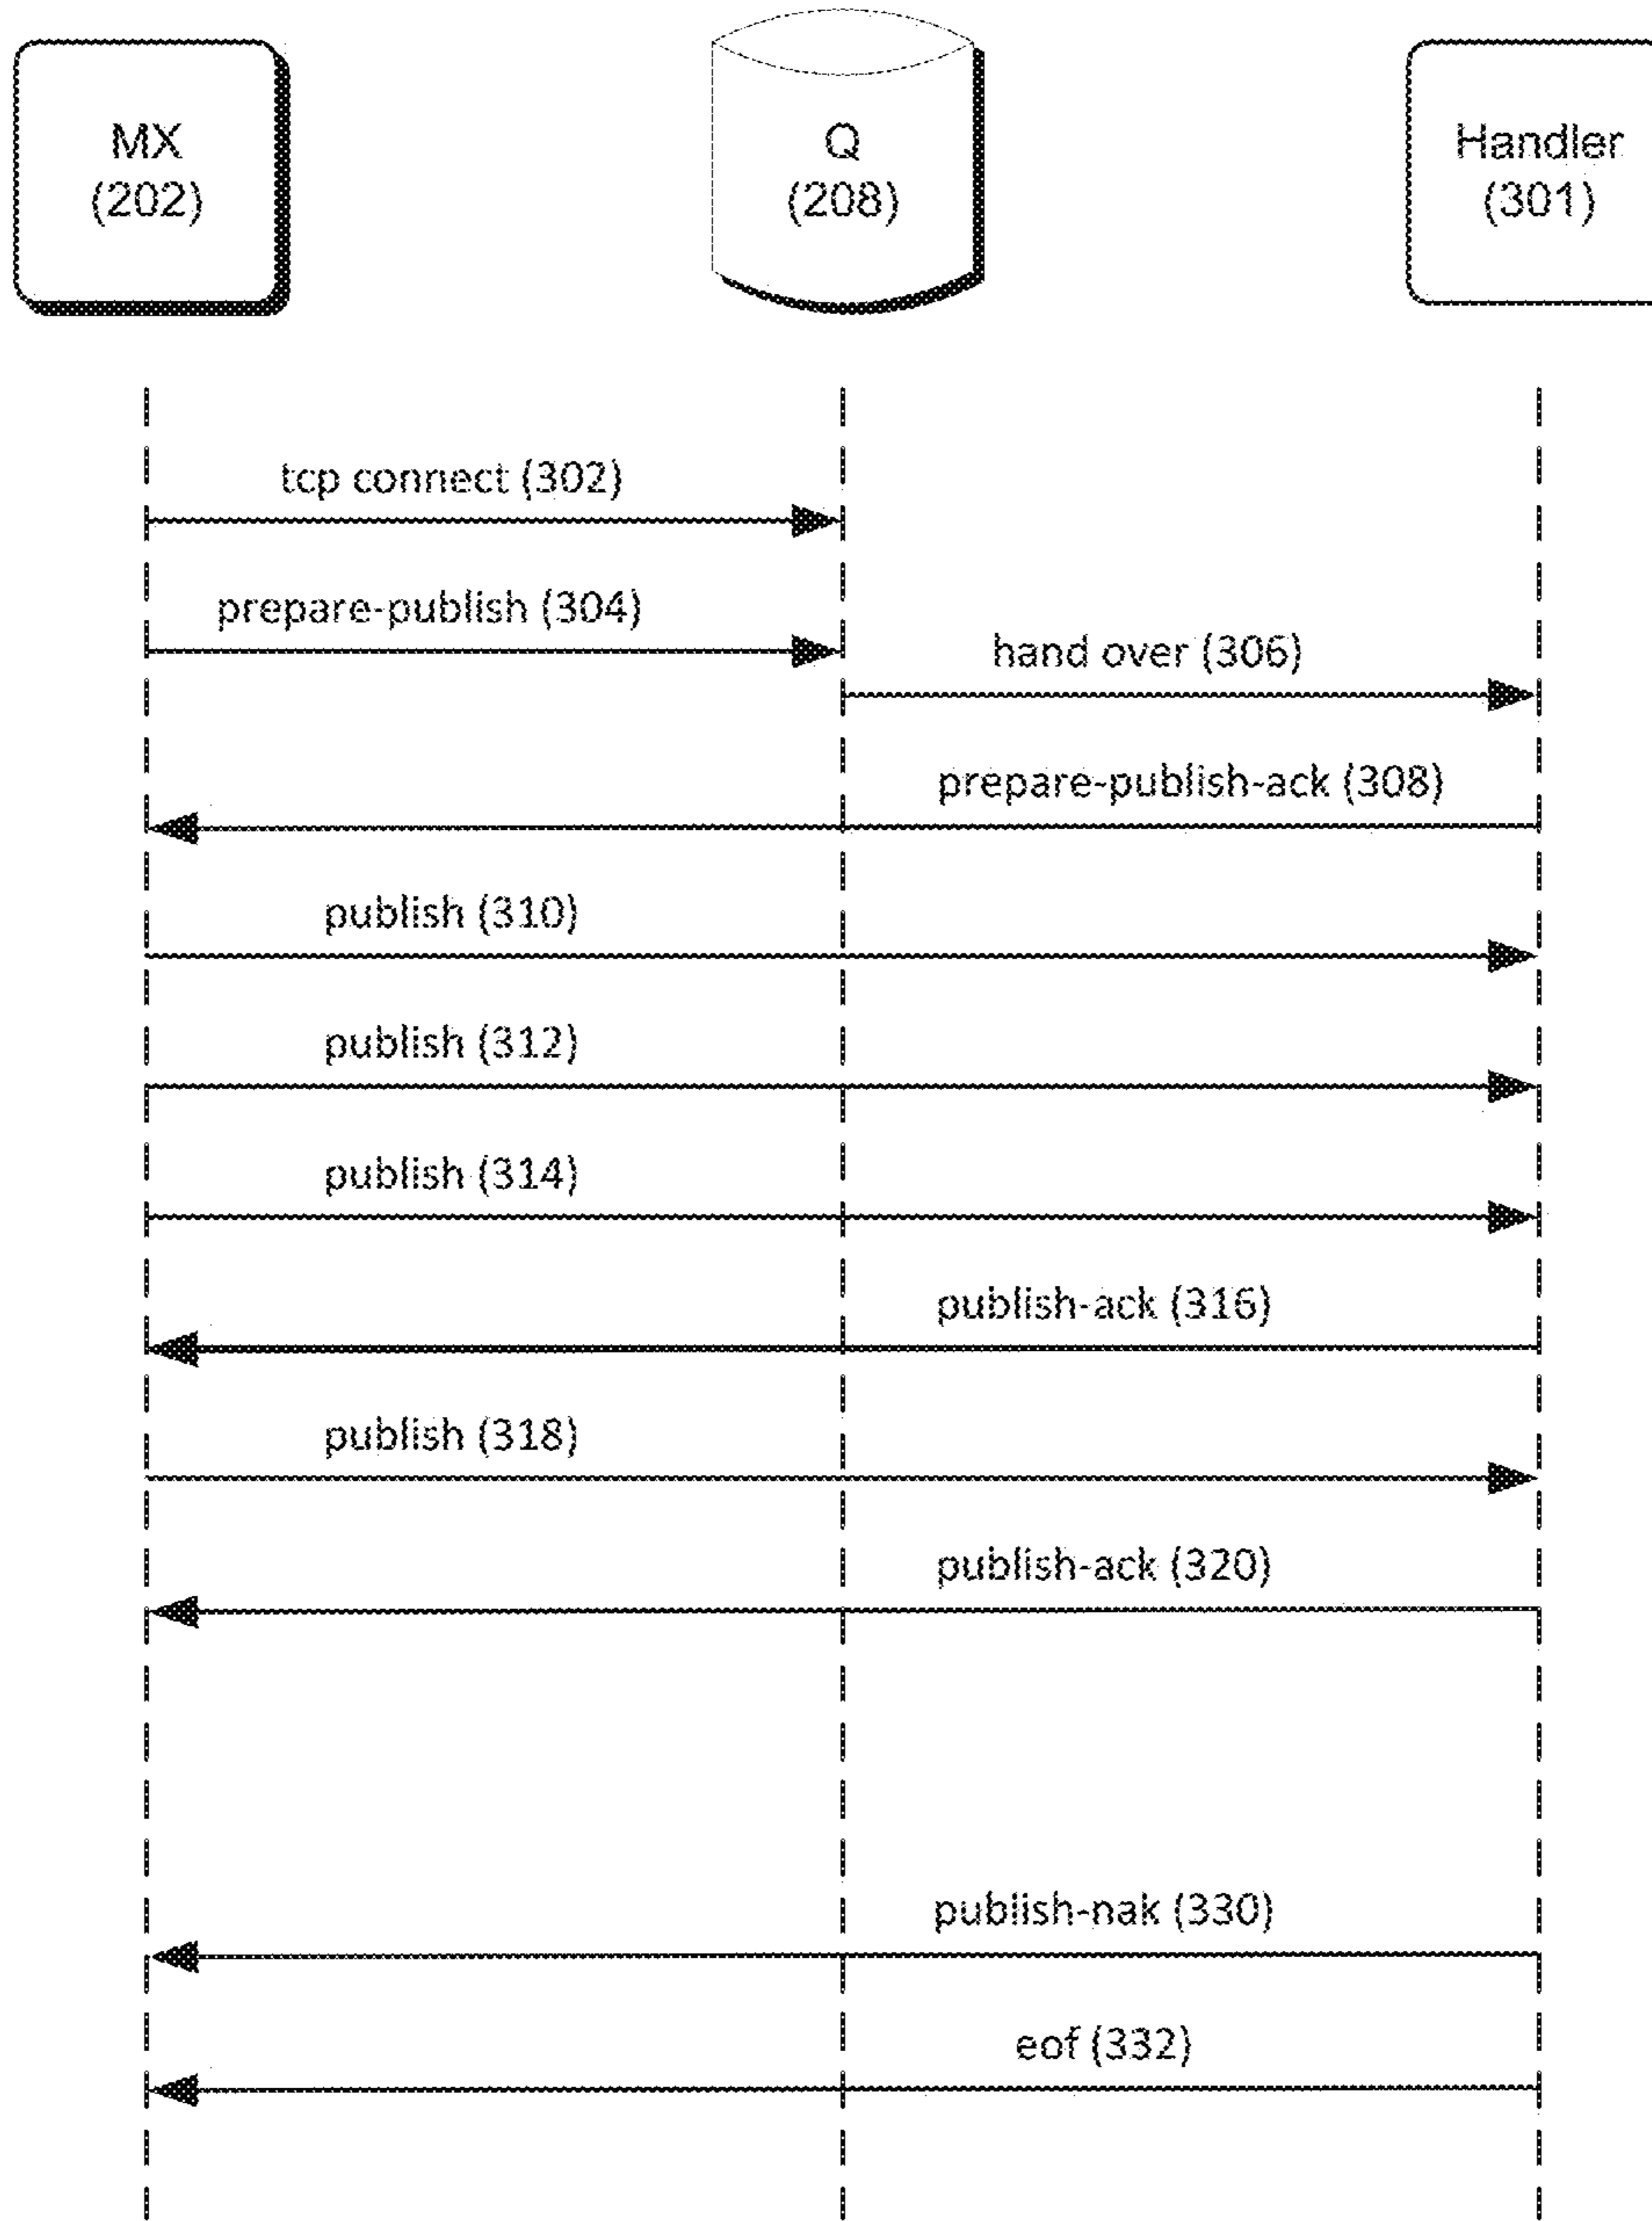 MX
(202)
Q
(208)
Handler
(301)
tcp connect (302)
prepare-publish (304)
hand over (306)
prepare-publish-ack (308)
publish (310)
publish (312)
publish (314)
publish-ack (316)
publish (318)
publish-ack (320)
publish-nak (330)
eof (332)